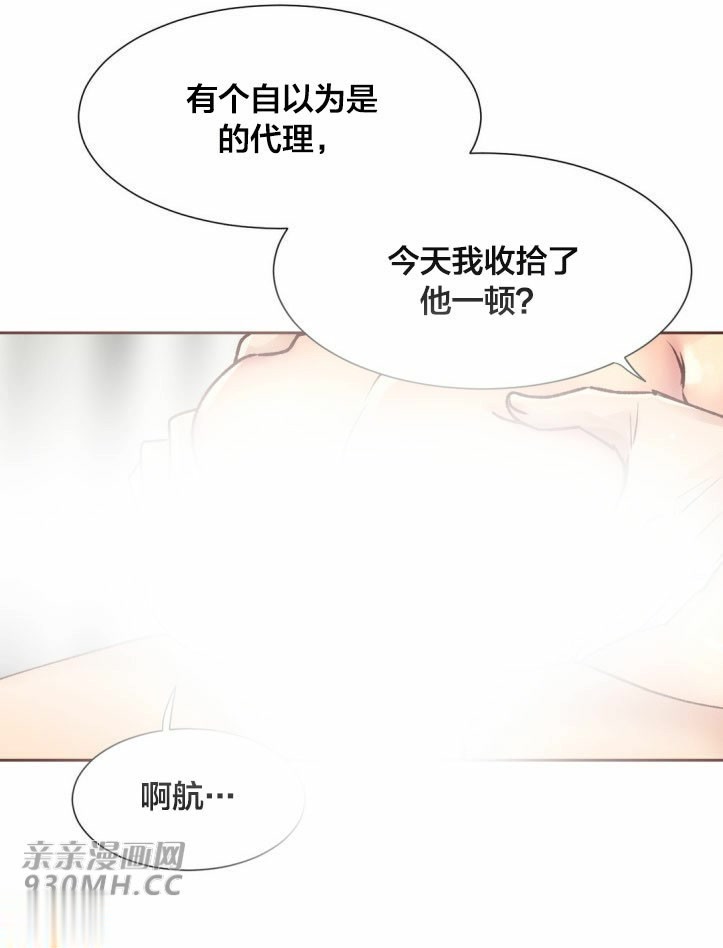 有个自以为是
的代理，
今天我收拾了
他一顿？
啊航…
亲亲漫画网
930MH.CC